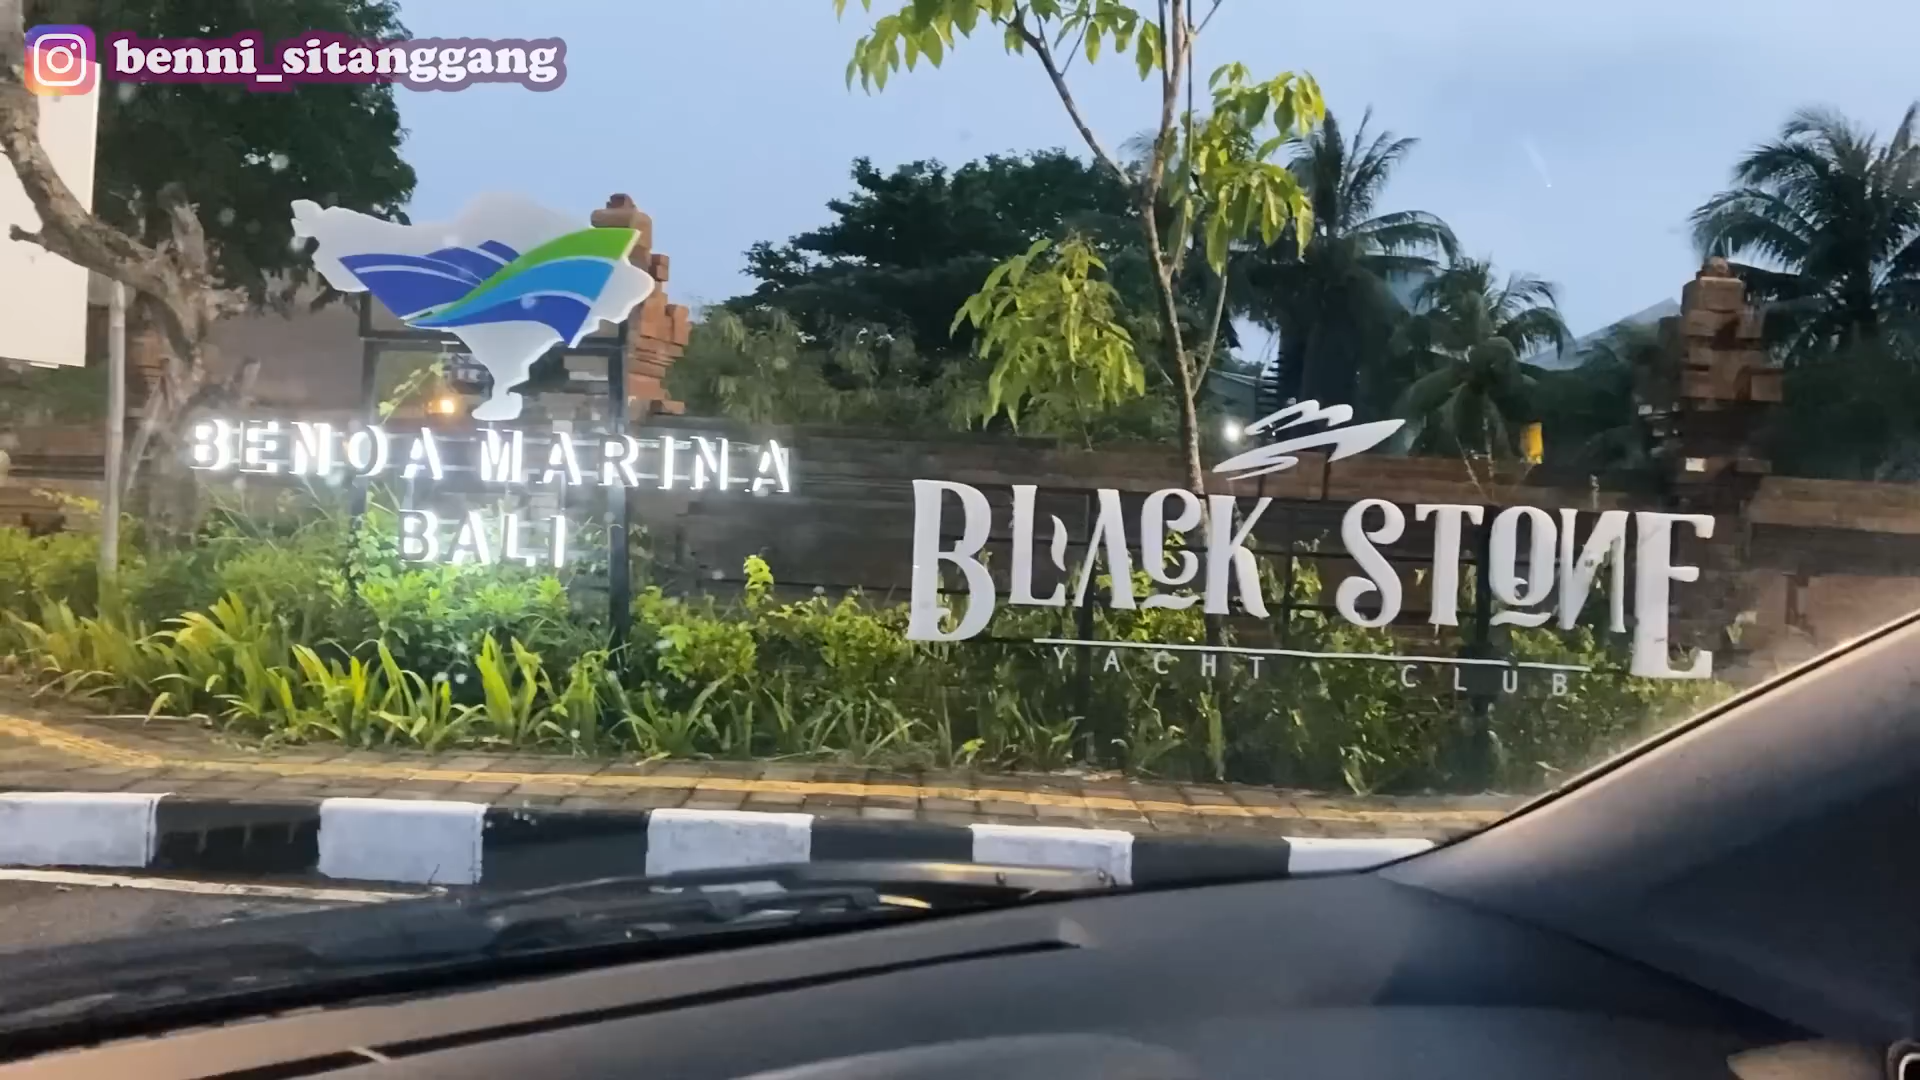 benni_sitanggang
BENOA MARINA
BALI
BLACK STONE
YACHT CLUB